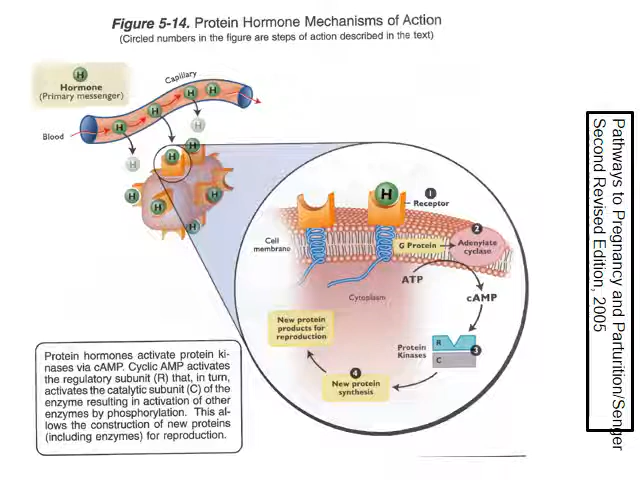 Figure 5-14. Protein Hormone Mechanisms of Action
(Circled numbers in the figure are steps of action described in the text)
H
Hormone
(Primary messenger)
Capillary
H
H
H
H
H
Blood
H
H
H
H
H
H
H
H
H
1
Receptor
2
G Protein
Adenylate
cyclase
Cell
membrane
ATP
cAMP
Cytoplasm
New protein
products for
reproduction
Protein
Kinases
R
C
3
4
New protein
synthesis
Protein hormones activate protein ki-
nases via cAMP. Cyclic AMP activates
the regulatory subunit (R) that, in turn,
activates the catalytic subunit (C) of the
enzyme resulting in activation of other
enzymes by phosphorylation. This al-
lows the construction of new proteins
(including enzymes) for reproduction.
Pathways to Pregnancy and Parturition/Senger
Second Revised Edition, 2005